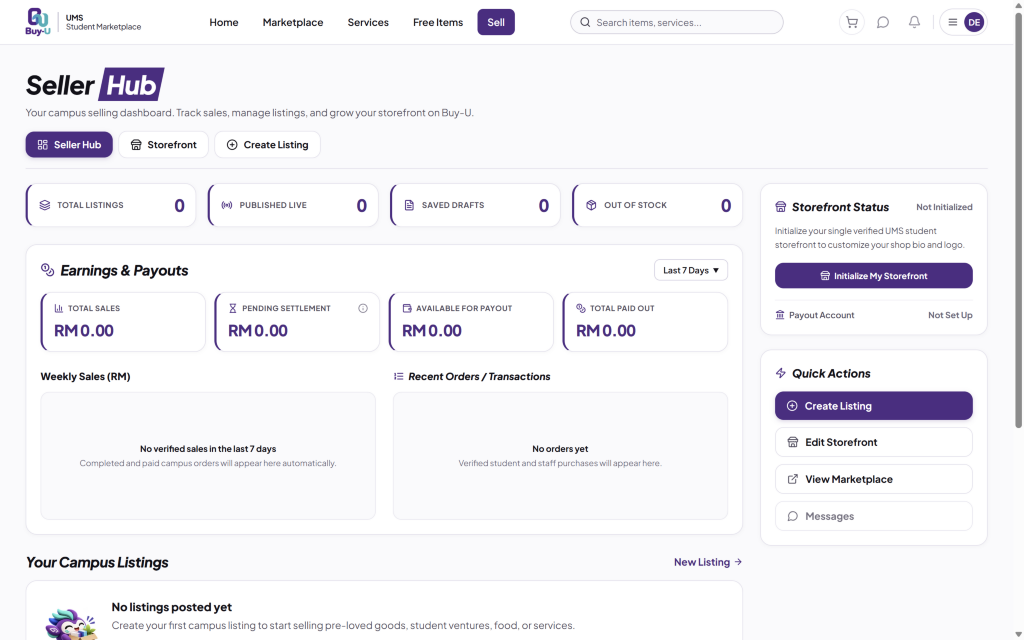 Buy-U
UMS
Student Marketplace
Home
Marketplace
Services
Free Items
Sell
Search items, services...
DE
Seller Hub
Your campus selling dashboard. Track sales, manage listings, and grow your storefront on Buy-U.
Seller Hub
Storefront
Create Listing
TOTAL LISTINGS 0
PUBLISHED LIVE 0
SAVED DRAFTS 0
OUT OF STOCK 0
Earnings & Payouts
Last 7 Days ▼
TOTAL SALES
RM 0.00
PENDING SETTLEMENT
RM 0.00
AVAILABLE FOR PAYOUT
RM 0.00
TOTAL PAID OUT
RM 0.00
Weekly Sales (RM)
No verified sales in the last 7 days
Completed and paid campus orders will appear here automatically.
Recent Orders / Transactions
No orders yet
Verified student and staff purchases will appear here.
Storefront Status
Not Initialized
Initialize your single verified UMS student
storefront to customize your shop bio and logo.
Initialize My Storefront
Payout Account
Not Set Up
Quick Actions
Create Listing
Edit Storefront
View Marketplace
Messages
Your Campus Listings
New Listing →
No listings posted yet
Create your first campus listing to start selling pre-loved goods, student ventures, food, or services.